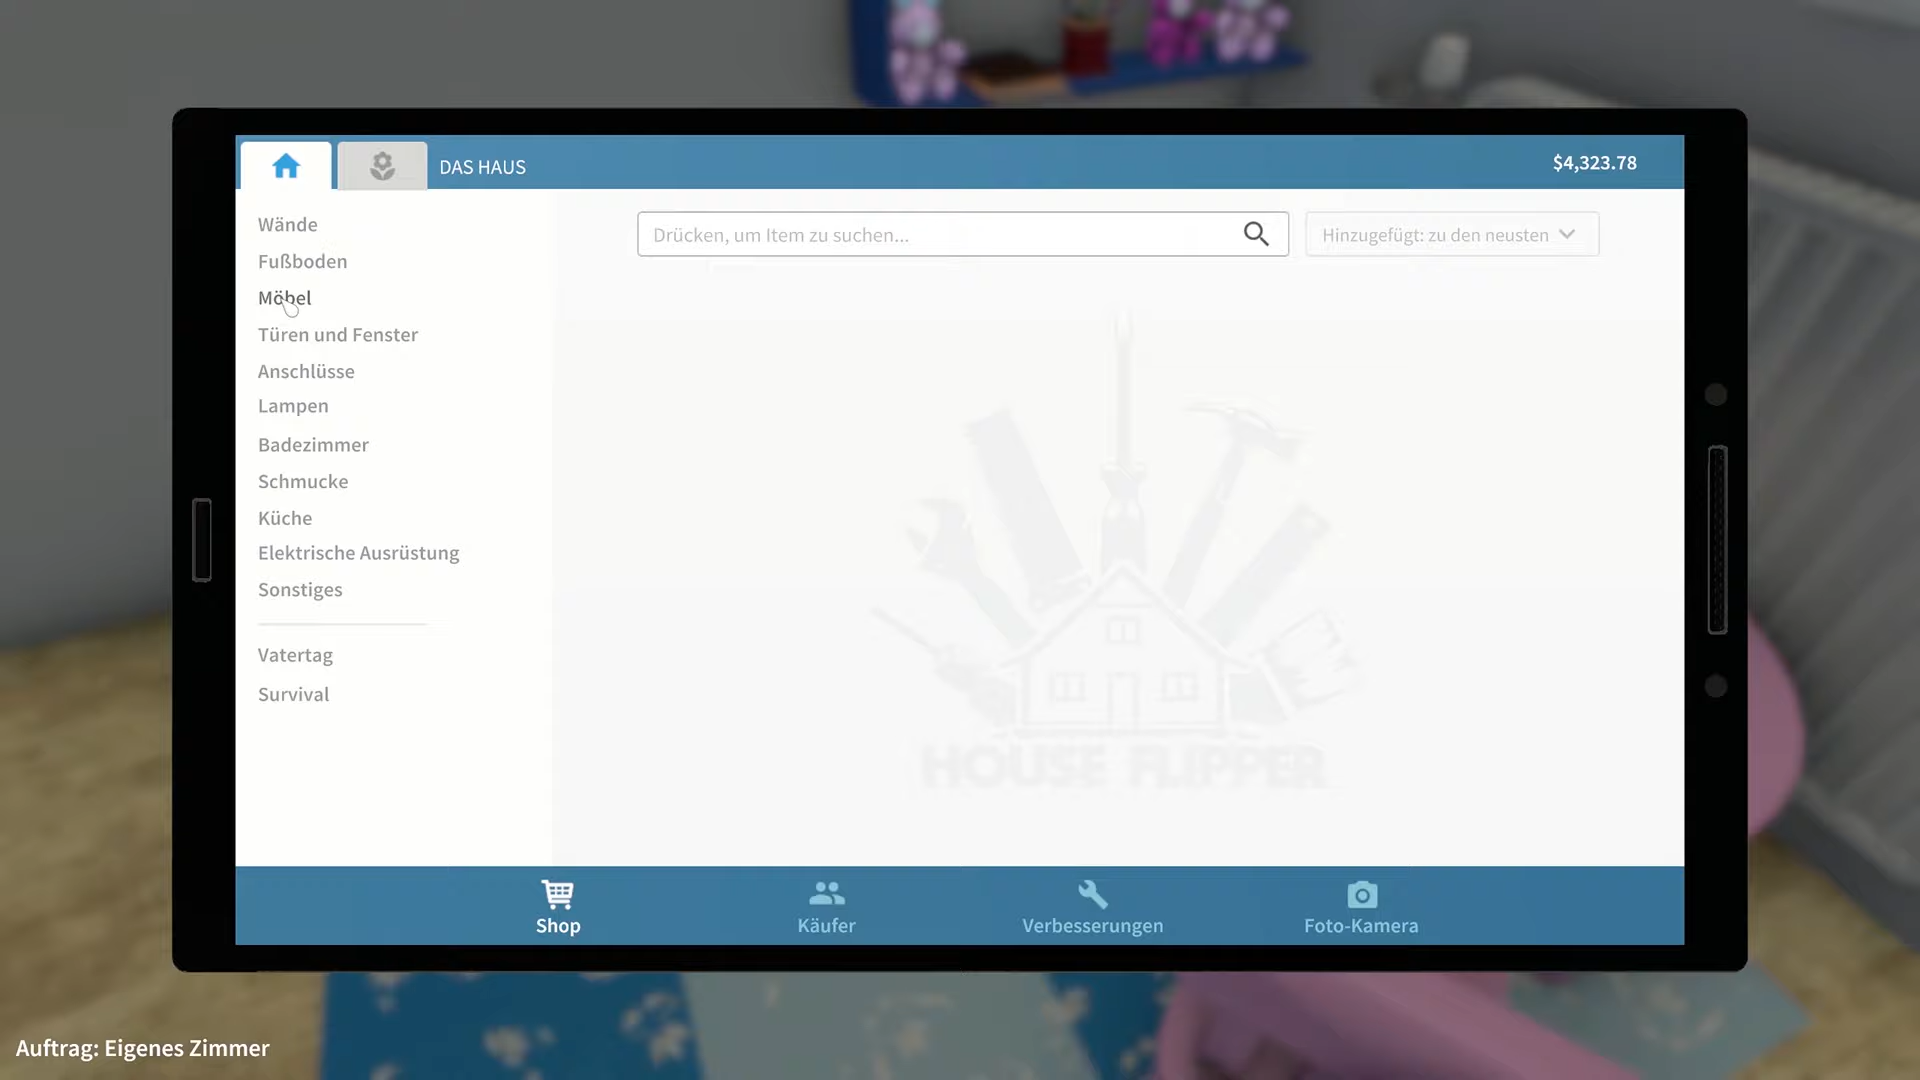 DAS HAUS
$4,323.78
Wände
Fußboden
Möbel
Türen und Fenster
Anschlüsse
Lampen
Badezimmer
Schmucke
Küche
Elektrische Ausrüstung
Sonstiges
Vatertag
Survival
Drücken, um Item zu suchen...
Hinzugefügt: zu den neusten
HOUSE FLIPPER
Shop
Käufer
Verbesserungen
Foto-Kamera
Auftrag: Eigenes Zimmer